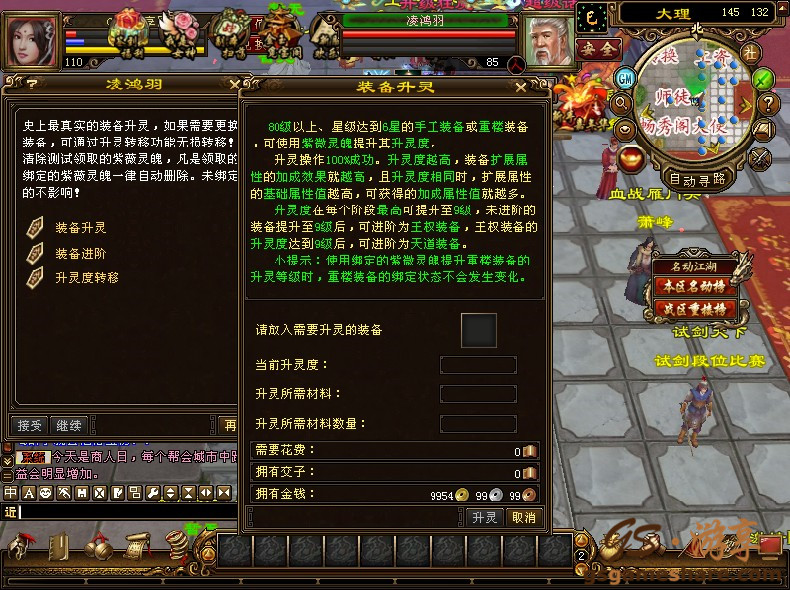 凌鸿羽
大理
145 132
北
110
85
安全
社
GM
师徒
畅秀阁大使
自动寻路
血战雁门关
萧峰
名动江湖
本区名动榜
战区重楼榜
试剑天下
试剑段位比赛
凌鸿羽
史上最真实的装备升灵，如果需要更换
装备，可通过升灵转移功能无损转移！
清除测试领取的紫薇灵魄，凡是领取的
绑定的紫薇灵魄一律自动删除。未绑定
的不影响！
装备升灵
装备进阶
升灵度转移
接受
继续
再
装备升灵
80级以上、星级达到6星的手工装备或重楼装备
，可使用紫微灵魄提升其升灵度．
升灵操作100%成功。升灵度越高，装备扩展属
性的加成效果就越高，且升灵度相同时，扩展属性
的基础属性值越高，可获得的加成属性值就越多。
升灵度在每个阶段最高可提升至9级，未进阶的
装备提升至9级后，可进阶为王权装备，王权装备的
升灵度达到9级后，可进阶为天道装备。
小提示：使用绑定的紫微灵魄提升重楼装备的
升灵等级时，重楼装备的绑定状态不会发生变化。
请放入需要升灵的装备
当前升灵度：
升灵所需材料：
升灵所需材料数量：
需要花费：
0
拥有交子：
0
拥有金钱：
9954 99 99
升灵
取消
今天是商人日，每个帮会城市中跑
益会明显增加。
近
2
GS·游享